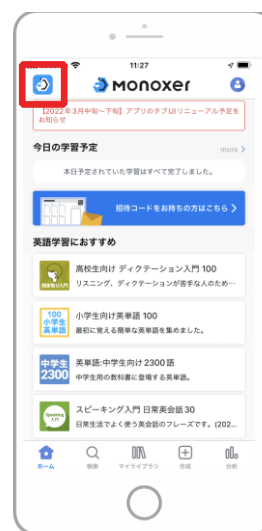 11:27
MONOXER
【2022年3月中旬〜下旬】アプリのタブUIリニューアル予定を
お知らせ
今日の学習予定
more >
本日予定されていた学習はすべて完了しました。
招待コードをお持ちの方はこちら >
英語学習におすすめ
高校生向け ディクテーション入門 100
リスニング、ディクテーションが苦手な人のため…
100
小学生
英単語
小学生向け英単語 100
最初に覚える簡単な英単語を集めました。
中学生
2300
英単語:中学生向け 2300 語
中学生用の教科書に登場する英単語。
Speaking
入門
スピーキング入門 日常英会話 30
日常生活でよく使う英会話のフレーズです。(202...
ホーム
検索
マイライブラリ
作成
分析